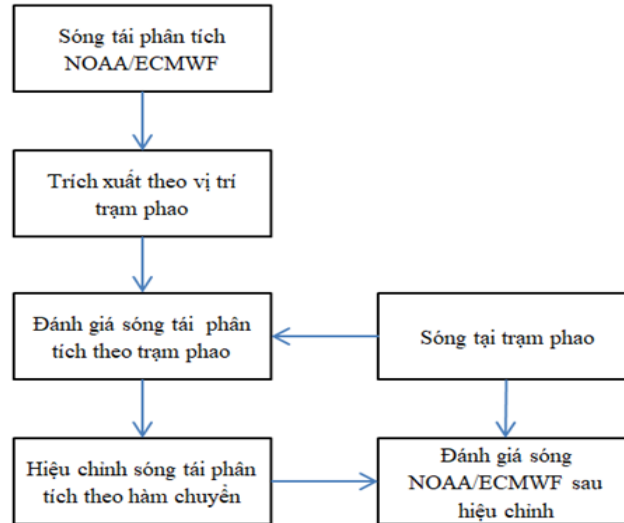 Sóng tái phân tích
NOAA/ECMWF
Trích xuất theo vị trí
trạm phao
Đánh giá sóng tái phân
tích theo trạm phao
Sóng tại trạm phao
Hiệu chỉnh sóng tái phân
tích theo hàm chuyển
Đánh giá sóng
NOAA/ECMWF sau
hiệu chỉnh